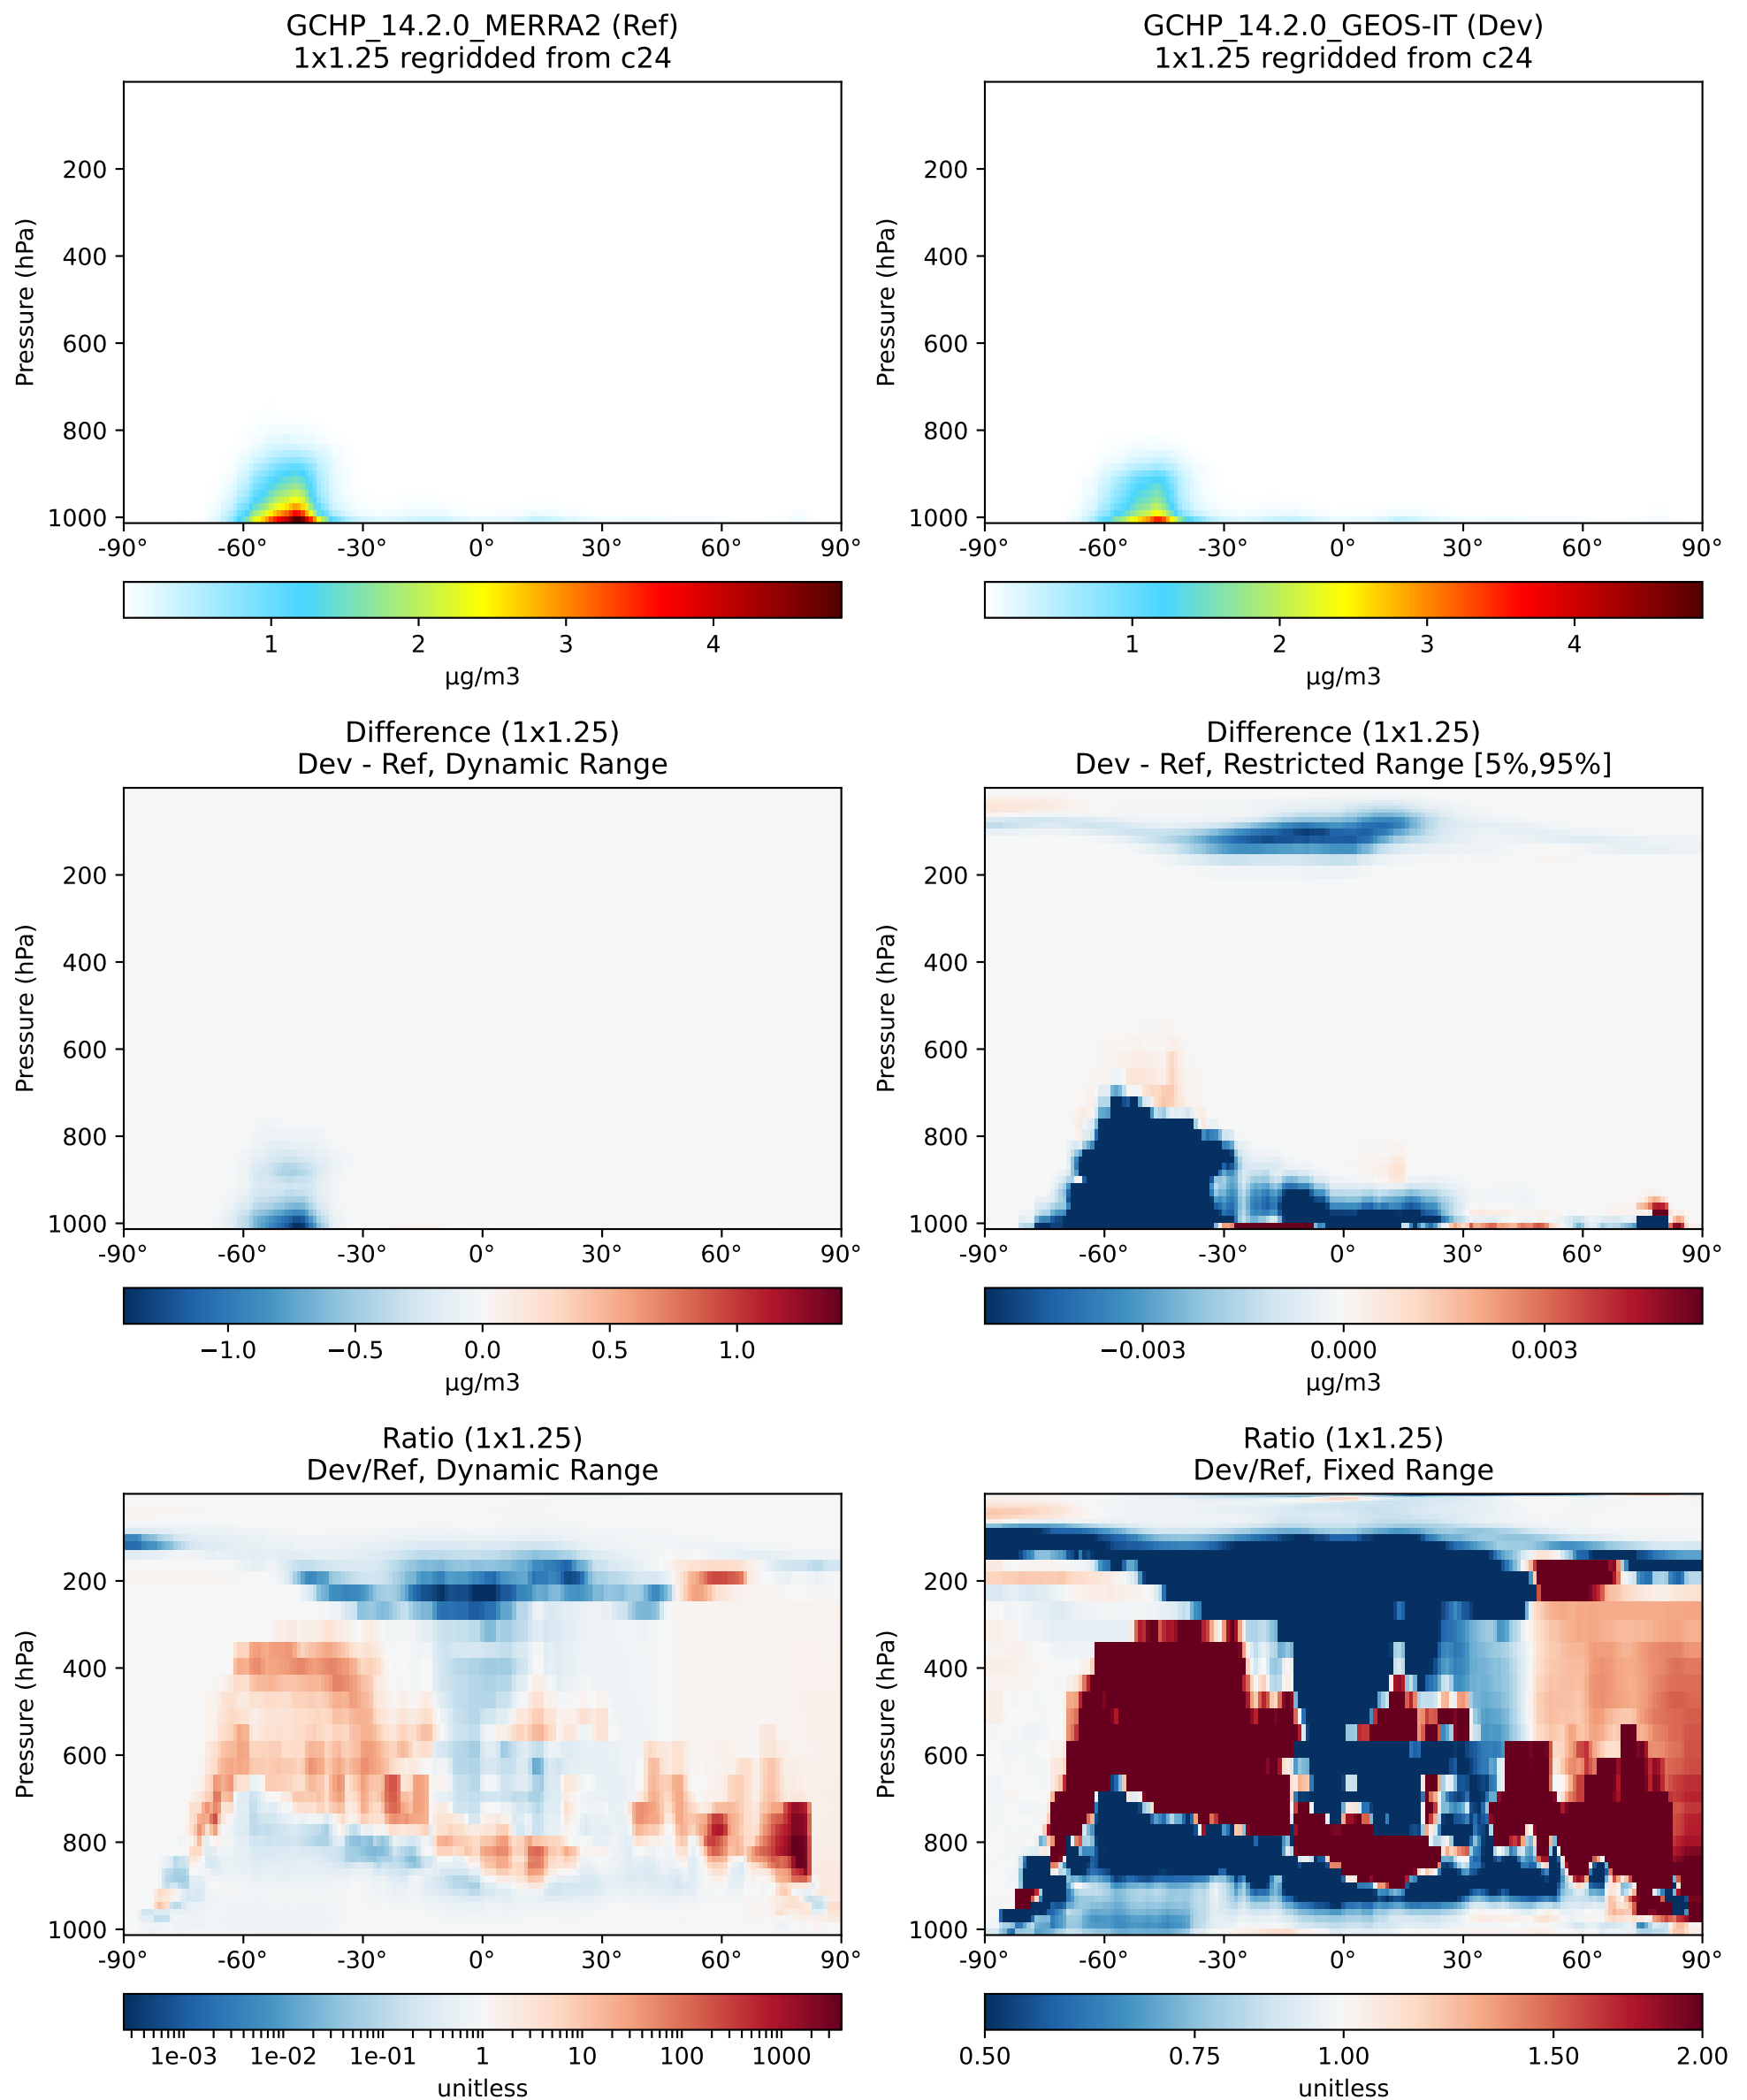 GCHP_14.2.0_MERRA2 (Ref)
1x1.25 regridded from c24
Pressure (hPa)
200
400
600
800
1000
-90° -60° -30° 0° 30° 60° 90°
1 2 3 4
µg/m3
GCHP_14.2.0_GEOS-IT (Dev)
1x1.25 regridded from c24
Pressure (hPa)
200
400
600
800
1000
-90° -60° -30° 0° 30° 60° 90°
1 2 3 4
µg/m3
Difference (1x1.25)
Dev - Ref, Dynamic Range
Pressure (hPa)
200
400
600
800
1000
-90° -60° -30° 0° 30° 60° 90°
−1.0 −0.5 0.0 0.5 1.0
µg/m3
Difference (1x1.25)
Dev - Ref, Restricted Range [5%,95%]
Pressure (hPa)
200
400
600
800
1000
-90° -60° -30° 0° 30° 60° 90°
−0.003 0.000 0.003
µg/m3
Ratio (1x1.25)
Dev/Ref, Dynamic Range
Pressure (hPa)
200
400
600
800
1000
-90° -60° -30° 0° 30° 60° 90°
1e-03 1e-02 1e-01 1 10 100 1000
unitless
Ratio (1x1.25)
Dev/Ref, Fixed Range
Pressure (hPa)
200
400
600
800
1000
-90° -60° -30° 0° 30° 60° 90°
0.50 0.75 1.00 1.50 2.00
unitless